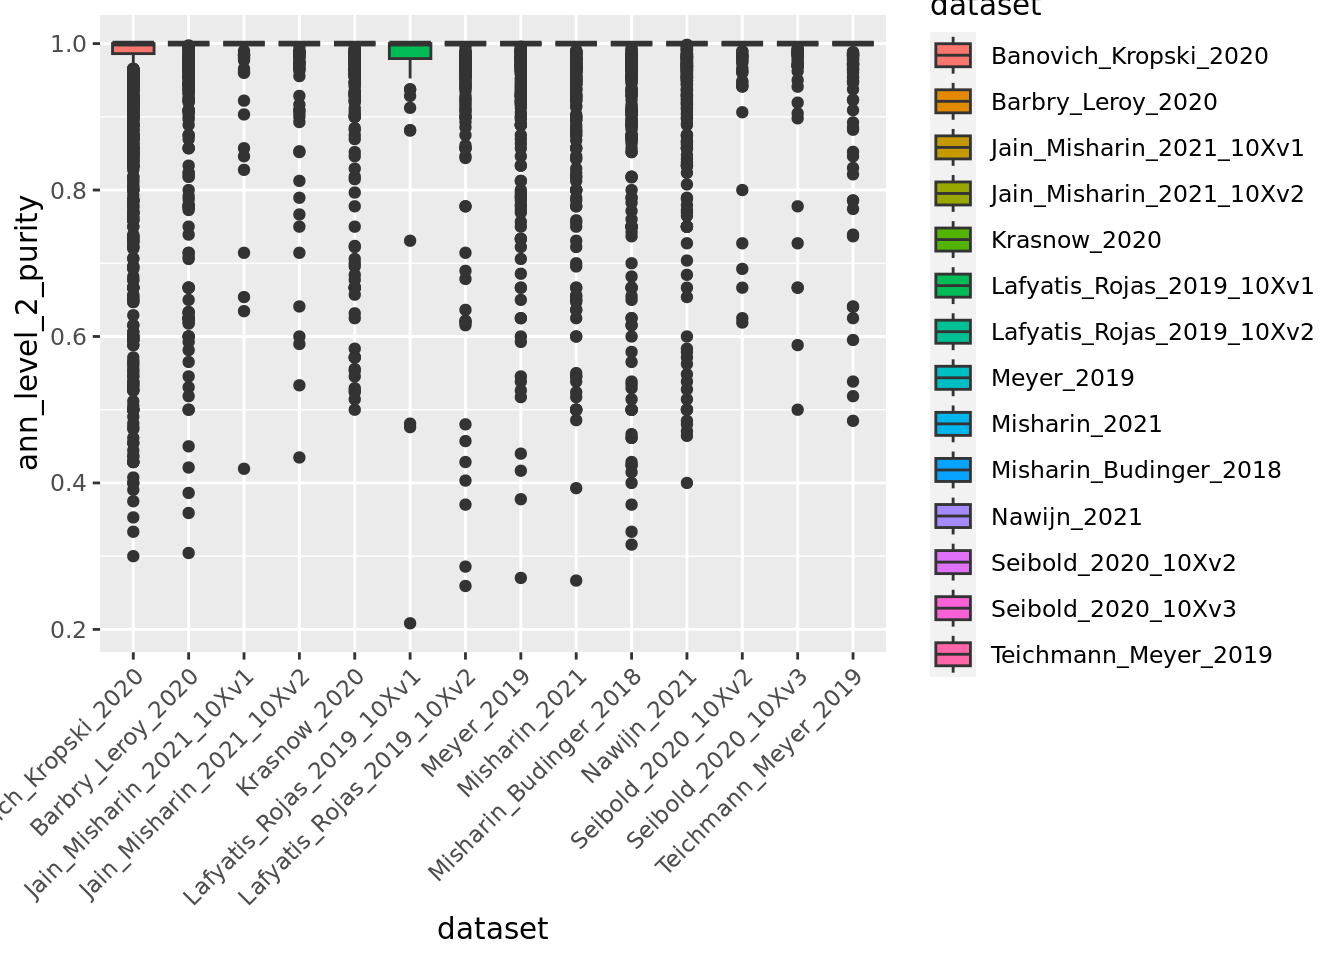 dataset
1.0
0.8
0.6
0.4
0.2
ann_level_2_purity
Banovich_Kropski_2020
Barbry_Leroy_2020
Jain_Misharin_2021_10Xv1
Jain_Misharin_2021_10Xv2
Krasnow_2020
Lafyatis_Rojas_2019_10Xv1
Lafyatis_Rojas_2019_10Xv2
Meyer_2019
Misharin_2021
Misharin_Budinger_2018
Nawijn_2021
Seibold_2020_10Xv2
Seibold_2020_10Xv3
Teichmann_Meyer_2019
ch_Kropski_2020
Barbry_Leroy_2020
Jain_Misharin_2021_10Xv1
Jain_Misharin_2021_10Xv2
Krasnow_2020
Lafyatis_Rojas_2019_10Xv1
Lafyatis_Rojas_2019_10Xv2
Meyer_2019
Misharin_2021
Misharin_Budinger_2018
Nawijn_2021
Seibold_2020_10Xv2
Seibold_2020_10Xv3
Teichmann_Meyer_2019
dataset